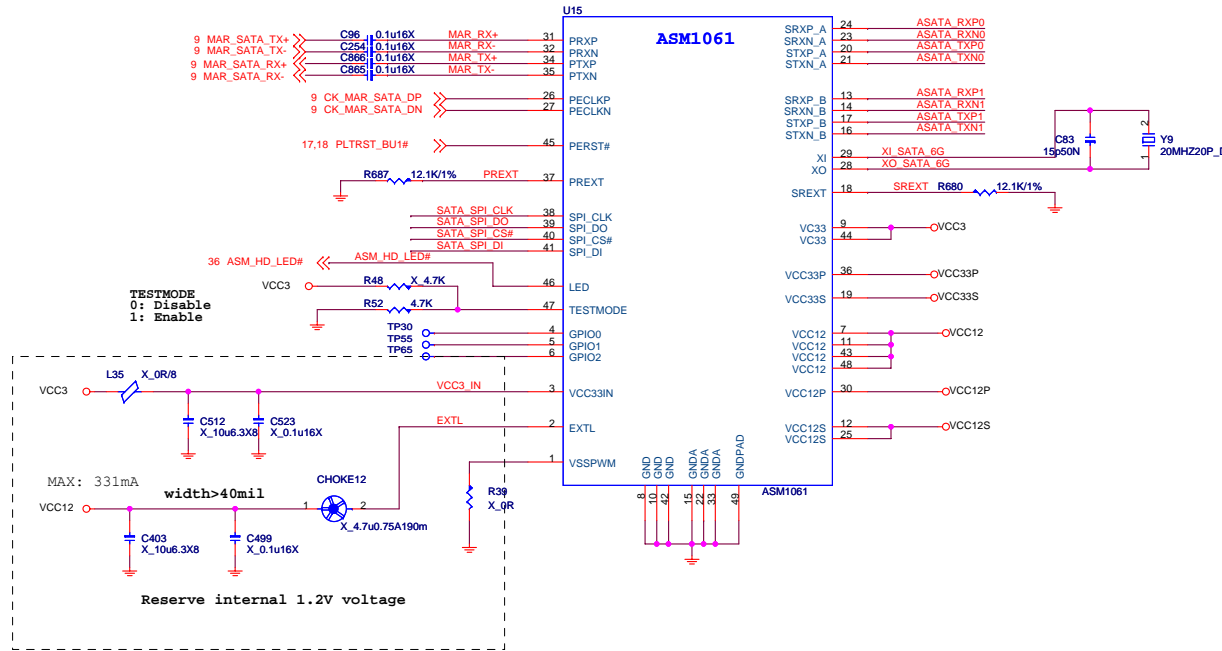 U15
ASM1061
9 MAR_SATA_TX+ C96 0.1u16X MAR_RX+ 31 PRXP
9 MAR_SATA_TX- C254 0.1u16X MAR_RX- 32 PRXN
9 MAR_SATA_RX+ C866 0.1u16X MAR_TX+ 34 PTXP
9 MAR_SATA_RX- C865 0.1u16X MAR_TX- 35 PTXN
9 CK_MAR_SATA_DP 26 PECLKP
9 CK_MAR_SATA_DN 27 PECLKN
17,18 PLTRST_BU1# 45 PERST#
R687 12.1K/1% PREXT 37 PREXT
SATA_SPI_CLK 38 SPI_CLK
SATA_SPI_DO 39 SPI_DO
SATA_SPI_CS# 40 SPI_CS#
SATA_SPI_DI 41 SPI_DI
36 ASM_HD_LED# ASM_HD_LED# 46 LED
VCC3 R48 X_4.7K
R52 4.7K 47 TESTMODE
TESTMODE
0: Disable
1: Enable
TP30 4 GPIO0
TP55 5 GPIO1
TP65 6 GPIO2
VCC3 L35 X_0R/8 VCC3_IN 3 VCC33IN
C512 X_10u6.3X8
C523 X_0.1u16X
EXTL 2 EXTL
1 VSSPWM
R39 X_0R
MAX: 331mA
VCC12 width>40mil 1 CHOKE12 2
X_4.7u0.75A190m
C403 X_10u6.3X8
C499 X_0.1u16X
Reserve internal 1.2V voltage
SRXP_A 24 ASATA_RXP0
SRXN_A 23 ASATA_RXN0
STXP_A 20 ASATA_TXP0
STXN_A 21 ASATA_TXN0
SRXP_B 13 ASATA_RXP1
SRXN_B 14 ASATA_RXN1
STXP_B 17 ASATA_TXP1
STXN_B 16 ASATA_TXN1
XI 29 XI_SATA_6G
XO 28 XO_SATA_6G
C83 15p50N
2 Y9 1 20MHZ20P_D
SREXT 18 SREXT R680 12.1K/1%
VC33 9 VCC3
VC33 44
VCC33P 36 VCC33P
VCC33S 19 VCC33S
VCC12 7 VCC12
VCC12 11
VCC12 43
VCC12 48
VCC12P 30 VCC12P
VCC12S 12 VCC12S
VCC12S 25
GND GND GND GNDA GNDA GNDA GNDPAD
8 10 42 15 22 33 49
ASM1061